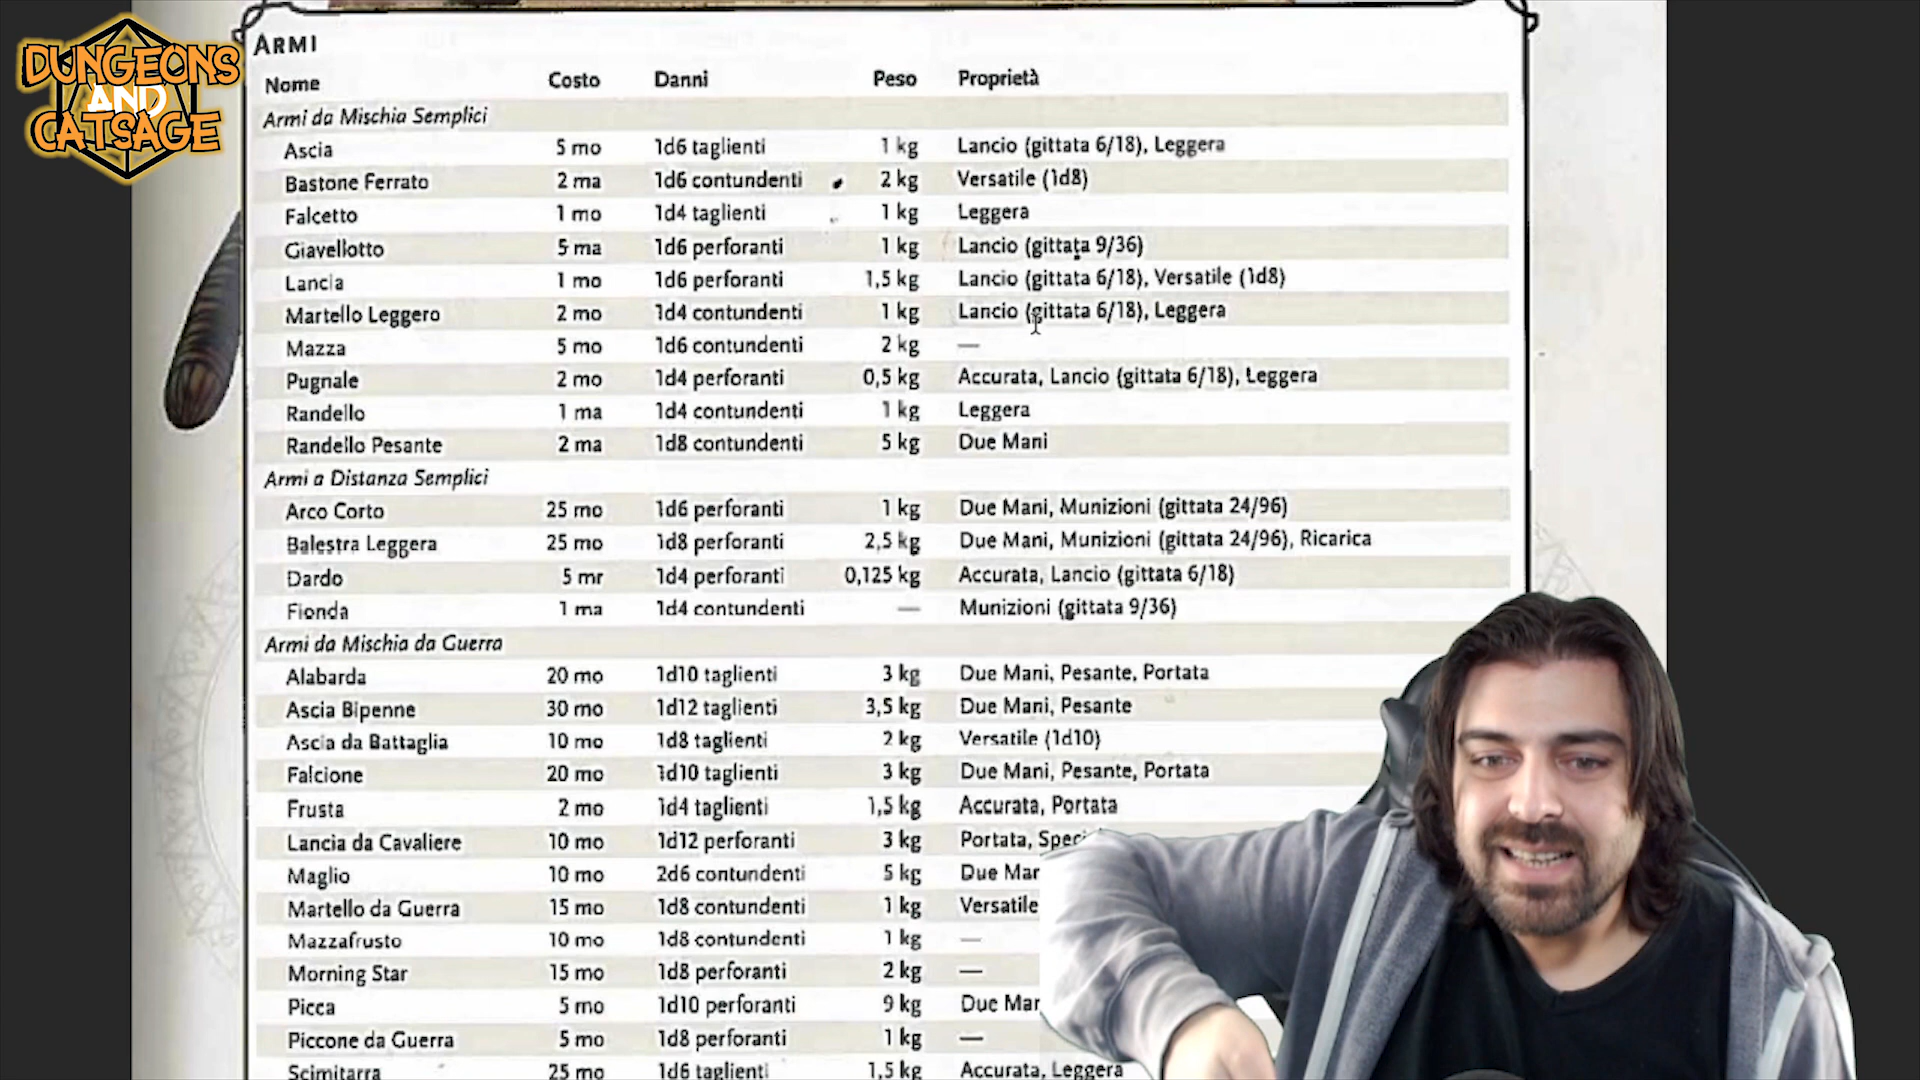 DUNGEONS
AND
CATSAGE
ARMI
Nome Costo Danni Peso Proprietà
Armi da Mischia Semplici
Ascia 5 mo 1d6 taglienti 1 kg Lancio (gittata 6/18), Leggera
Bastone Ferrato 2 ma 1d6 contundenti 2 kg Versatile (1d8)
Falcetto 1 mo 1d4 taglienti 1 kg Leggera
Giavellotto 5 ma 1d6 perforanti 1 kg Lancio (gittata 9/36)
Lancia 1 mo 1d6 perforanti 1,5 kg Lancio (gittata 6/18), Versatile (1d8)
Martello Leggero 2 mo 1d4 contundenti 1 kg Lancio (gittata 6/18), Leggera
Mazza 5 mo 1d6 contundenti 2 kg —
Pugnale 2 mo 1d4 perforanti 0,5 kg Accurata, Lancio (gittata 6/18), Leggera
Randello 1 ma 1d4 contundenti 1 kg Leggera
Randello Pesante 2 ma 1d8 contundenti 5 kg Due Mani
Armi a Distanza Semplici
Arco Corto 25 mo 1d6 perforanti 1 kg Due Mani, Munizioni (gittata 24/96)
Balestra Leggera 25 mo 1d8 perforanti 2,5 kg Due Mani, Munizioni (gittata 24/96), Ricarica
Dardo 5 mr 1d4 perforanti 0,125 kg Accurata, Lancio (gittata 6/18)
Fionda 1 ma 1d4 contundenti — Munizioni (gittata 9/36)
Armi da Mischia da Guerra
Alabarda 20 mo 1d10 taglienti 3 kg Due Mani, Pesante, Portata
Ascia Bipenne 30 mo 1d12 taglienti 3,5 kg Due Mani, Pesante
Ascia da Battaglia 10 mo 1d8 taglienti 2 kg Versatile (1d10)
Falcione 20 mo 1d10 taglienti 3 kg Due Mani, Pesante, Portata
Frusta 2 mo 1d4 taglienti 1,5 kg Accurata, Portata
Lancia da Cavaliere 10 mo 1d12 perforanti 3 kg Portata,
Maglio 10 mo 2d6 contundenti 5 kg Due
Martello da Guerra 15 mo 1d8 contundenti 1 kg Versatile
Mazzafrusto 10 mo 1d8 contundenti 1 kg —
Morning Star 15 mo 1d8 perforanti 2 kg —
Picca 5 mo 1d10 perforanti 9 kg Due
Piccone da Guerra 5 mo 1d8 perforanti 1 kg —
Scimitarra 25 mo 1d6 taglienti 1,5 kg Accurata, Leggera